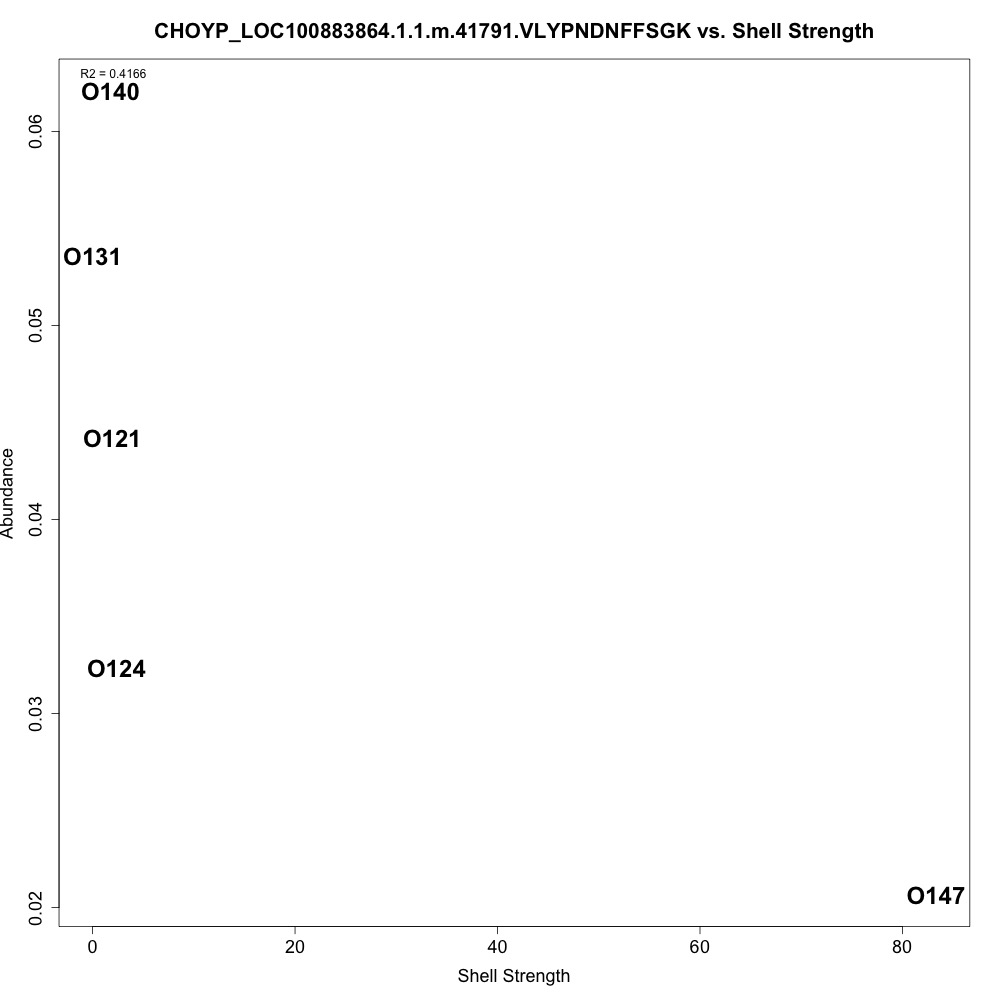 CHOYP_LOC100883864.1.1.m.41791.VLYPNDNFFSGK vs. Shell Strength
R2 = 0.4166
O140
0.06
O131
0.05
O121
Abundance
0.04
O124
0.03
O147
0.02
0 20 40 60 80
Shell Strength